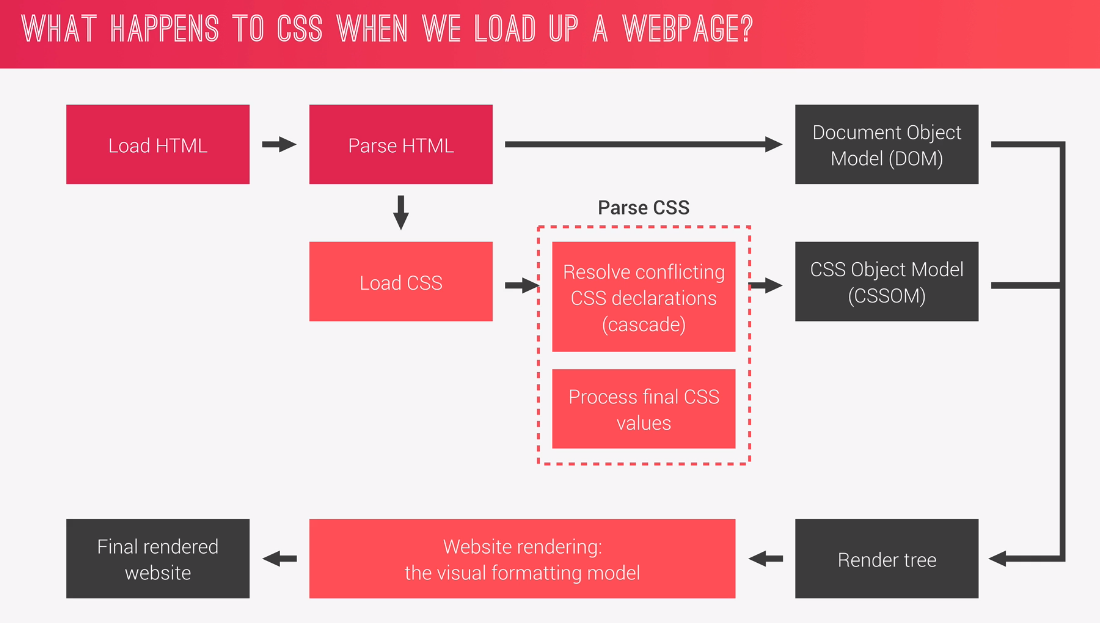 WHAT HAPPENS TO CSS WHEN WE LOAD UP A WEBPAGE?
Load HTML
Parse HTML
Document Object
Model (DOM)
Parse CSS
Load CSS
Resolve conflicting
CSS declarations
(cascade)
CSS Object Model
(CSSOM)
Process final CSS
values
Final rendered
website
Website rendering:
the visual formatting model
Render tree